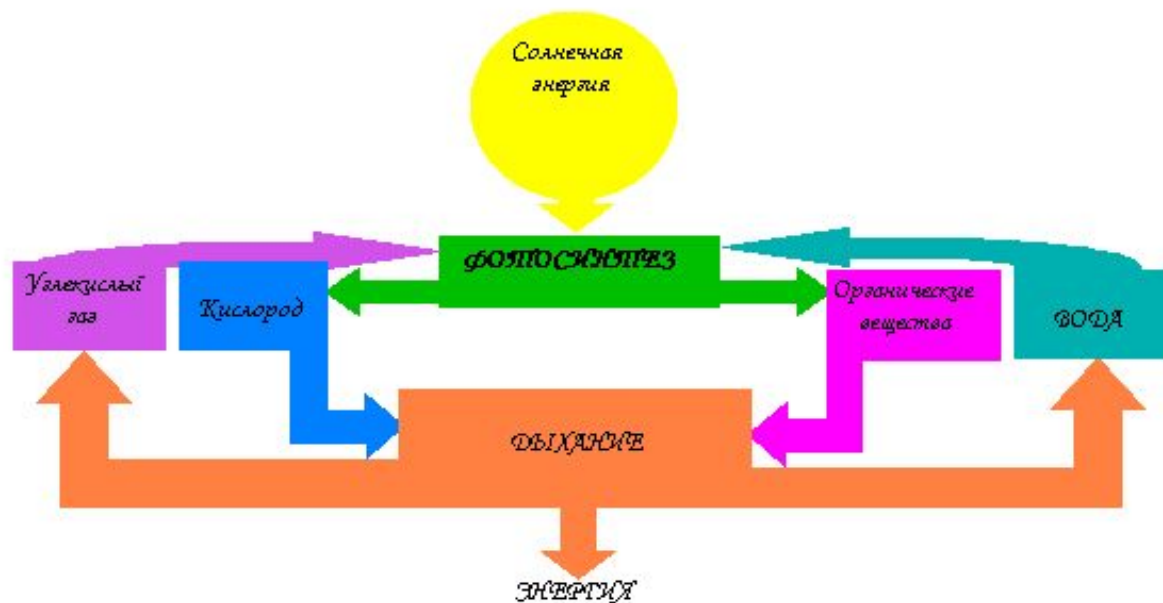 Солнечная
энергия
ФОТОСИНТЕЗ
Углекислый
газ
Кислород
Органические
вещества
ВОДА
ДЫХАНИЕ
ЭНЕРГИЯ